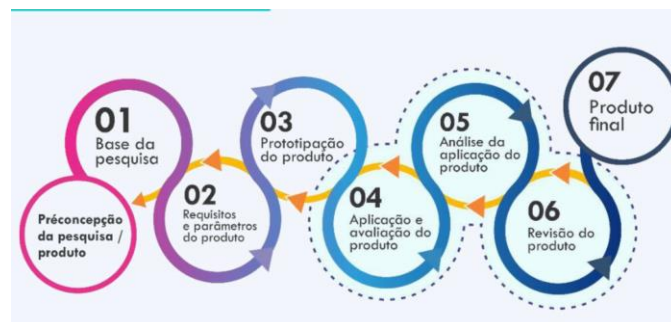 Préconcepção
da pesquisa /
produto
01
Base da
pesquisa
02
Requisitos
e parâmetros
do produto
03
Prototipação
do produto
04
Aplicação e
avaliação do
produto
05
Análise da
aplicação do
produto
06
Revisão do
produto
07
Produto
final